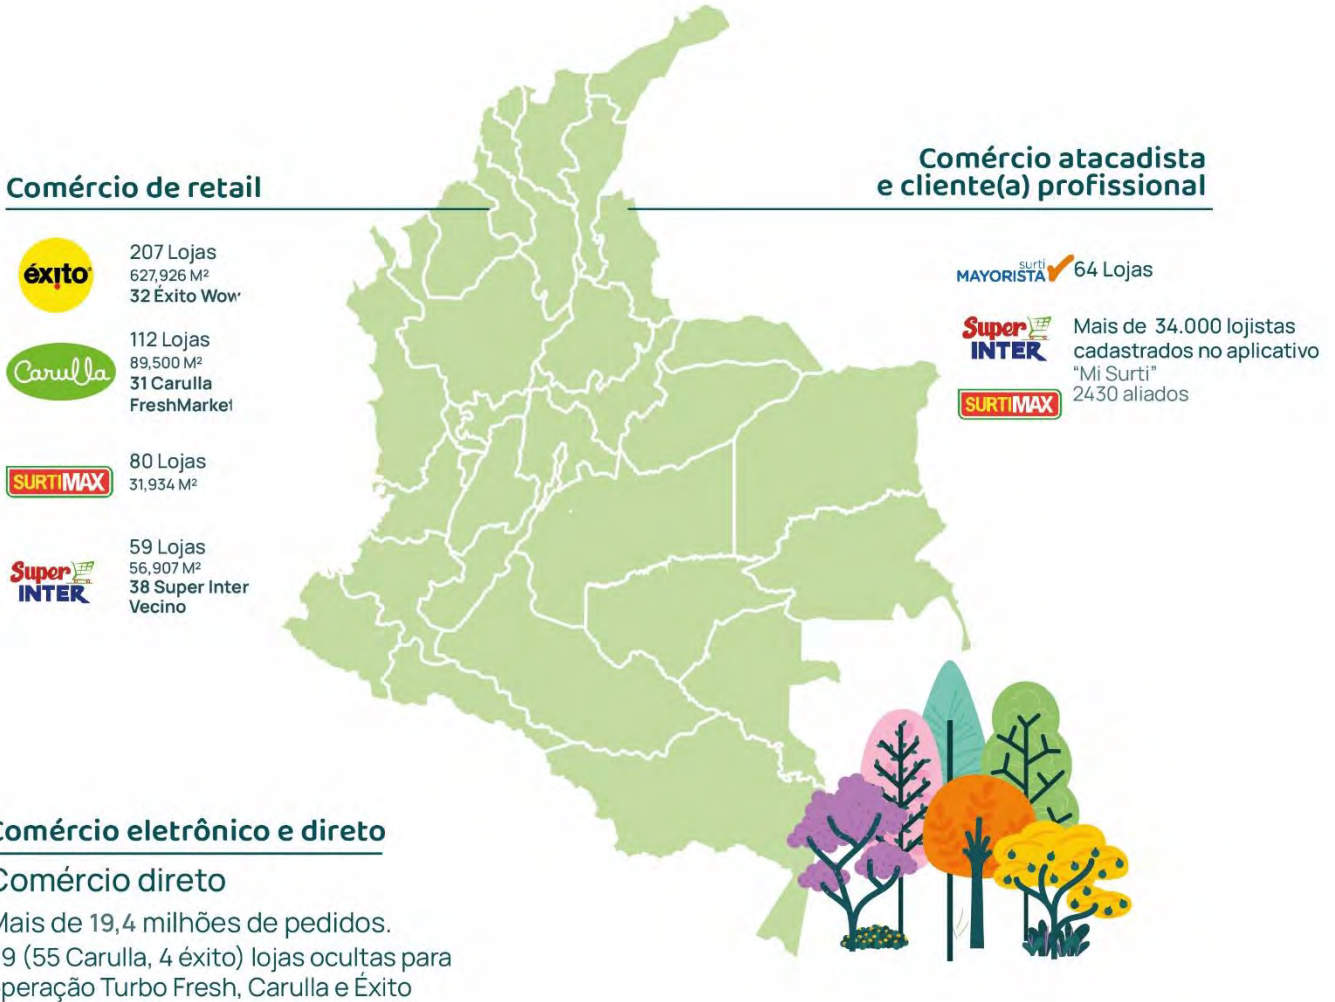 Comércio de retail
éxito
207 Lojas
627,926 M²
32 Éxito Wow
Carulla
112 Lojas
89,500 M²
31 Carulla
FreshMarket
SURTIMAX
80 Lojas
31,934 M²
Super
INTER
59 Lojas
56,907 M²
38 Super Inter
Vecino
Comércio atacadista
e cliente(a) profissional
surti
MAYORISTA
64 Lojas
Super
INTER
SURTIMAX
Mais de 34.000 lojistas
cadastrados no aplicativo
“Mi Surti”
2430 aliados
Comércio eletrônico e direto
Comércio direto
Mais de 19,4 milhões de pedidos.
9 (55 Carulla, 4 éxito) lojas ocultas para
peração Turbo Fresh, Carulla e Éxito